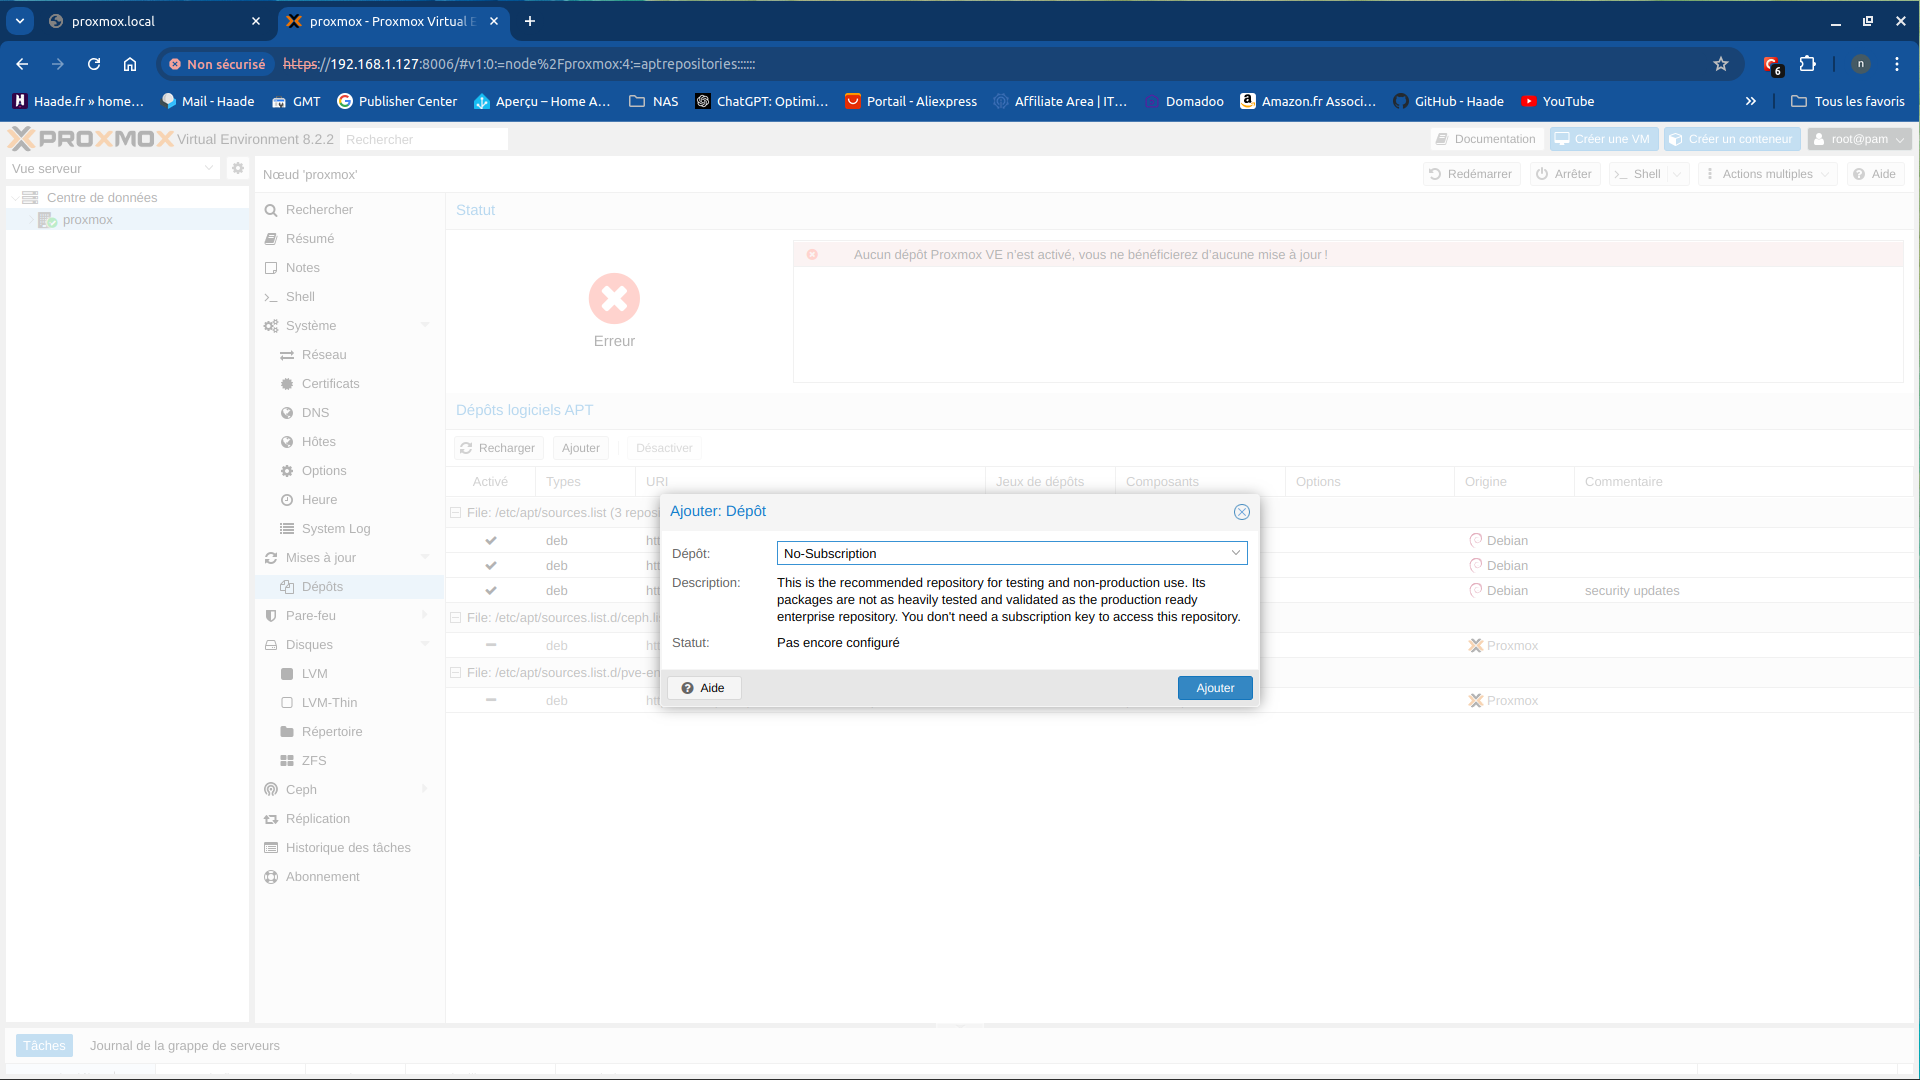 proxmox.local
proxmox - Proxmox Virtual E
Non sécurisé
https://192.168.1.127:8006/#v1:0:=node%2Fproxmox:4:=aptrepositories::::::
6
n
Haade.fr » home…
Mail - Haade
GMT
Publisher Center
Aperçu – Home A…
NAS
ChatGPT: Optimi…
Portail - Aliexpress
Affiliate Area | IT…
Domadoo
Amazon.fr Associ…
GitHub - Haade
YouTube
Tous les favoris
PROXMOX Virtual Environment 8.2.2
Rechercher
Documentation
Créer une VM
Créer un conteneur
root@pam
Vue serveur
Nœud 'proxmox'
Redémarrer
Arrêter
Shell
Actions multiples
Aide
Centre de données
proxmox
Rechercher
Résumé
Notes
Shell
Système
Réseau
Certificats
DNS
Hôtes
Options
Heure
System Log
Mises à jour
Dépôts
Pare-feu
Disques
LVM
LVM-Thin
Répertoire
ZFS
Ceph
Réplication
Historique des tâches
Abonnement
Statut
Erreur
Aucun dépôt Proxmox VE n'est activé, vous ne bénéficierez d'aucune mise à jour !
Dépôts logiciels APT
Recharger
Ajouter
Désactiver
Activé
Types
URI
Jeux de dépôts
Composants
Options
Origine
Commentaire
File: /etc/apt/sources.list (3 reposi
deb
Debian
deb
Debian
deb
Debian
security updates
File: /etc/apt/sources.list.d/ceph.li
deb
Proxmox
File: /etc/apt/sources.list.d/pve-en
deb
Proxmox
Ajouter: Dépôt
Dépôt:
No-Subscription
Description:
This is the recommended repository for testing and non-production use. Its
packages are not as heavily tested and validated as the production ready
enterprise repository. You don't need a subscription key to access this repository.
Statut:
Pas encore configuré
Aide
Ajouter
Tâches
Journal de la grappe de serveurs